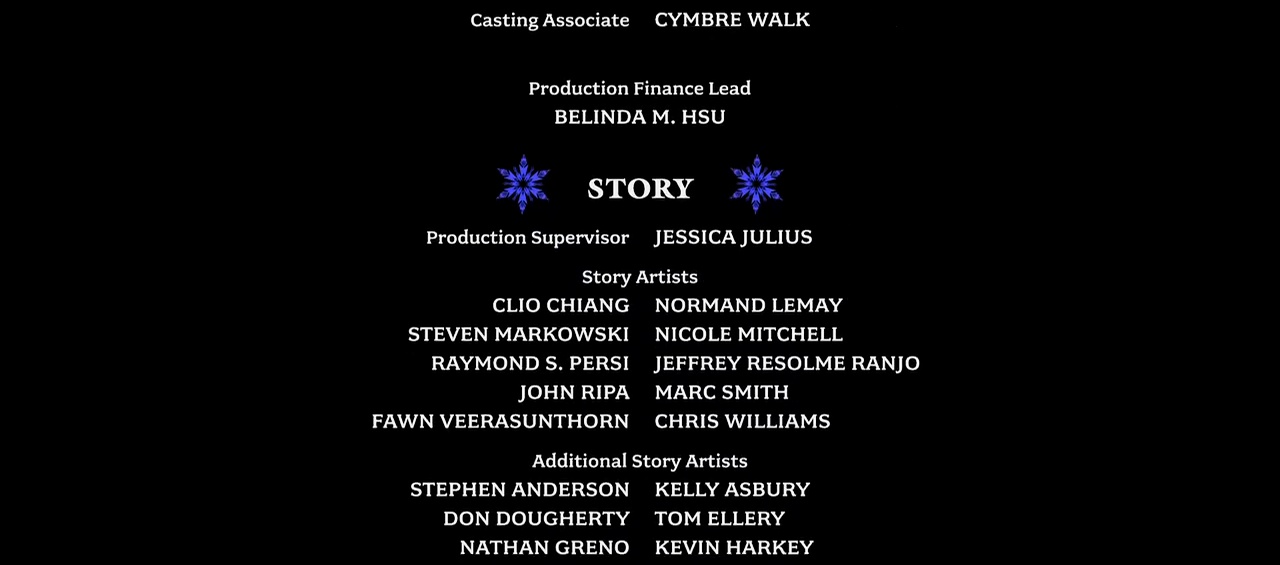 Casting Associate CYMBRE WALK
Production Finance Lead
BELINDA M. HSU
STORY
Production Supervisor JESSICA JULIUS
Story Artists
CLIO CHIANG NORMAND LEMAY
STEVEN MARKOWSKI NICOLE MITCHELL
RAYMOND S. PERSI JEFFREY RESOLME RANJO
JOHN RIPA MARC SMITH
FAWN VEERASUNTHORN CHRIS WILLIAMS
Additional Story Artists
STEPHEN ANDERSON KELLY ASBURY
DON DOUGHERTY TOM ELLERY
NATHAN GRENO KEVIN HARKEY